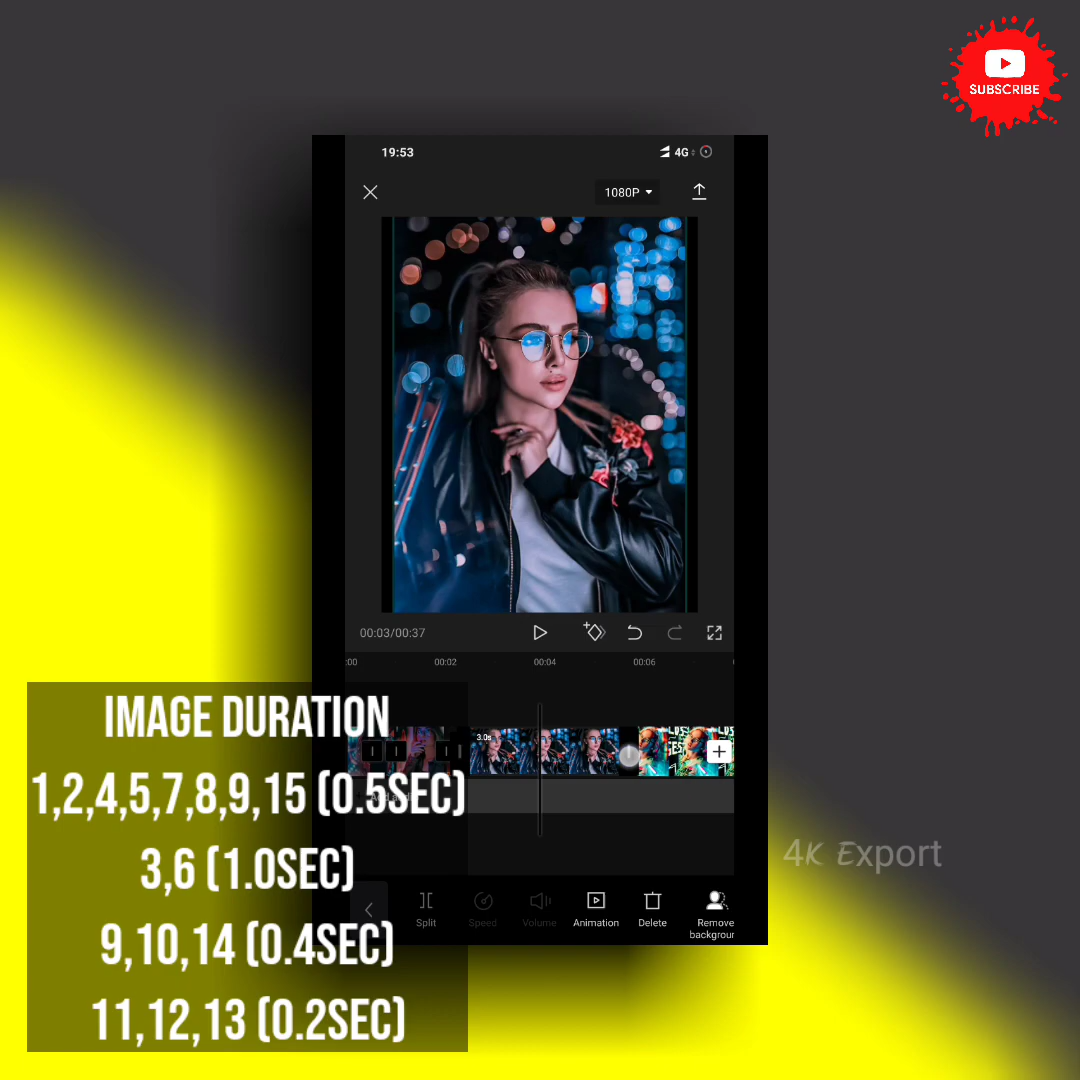 SUBSCRIBE
19:53
4G
1080P
00:03/00:37
:00
00:02
00:04
00:06
3.0s
IMAGE DURATION
1,2,4,5,7,8,9,15 (0.5SEC)
3,6 (1.0SEC)
9,10,14 (0.4SEC)
11,12,13 (0.2SEC)
4K Export
Split
Speed
Volume
Animation
Delete
Remove
backgroun